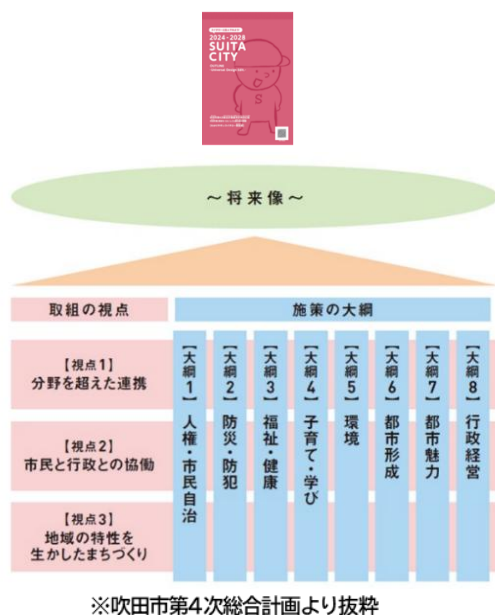 2024-2028
SUITA
CITY
S
～将来像～
取組の視点
施策の大綱
【視点1】
分野を超えた連携
【視点2】
市民と行政との協働
【視点3】
地域の特性を
生かしたまちづくり
【大綱1】人権・市民自治
【大綱2】防災・防犯
【大綱3】福祉・健康
【大綱4】子育て・学び
【大綱5】環境
【大綱6】都市形成
【大綱7】都市魅力
【大綱8】行政経営
※吹田市第4次総合計画より抜粋